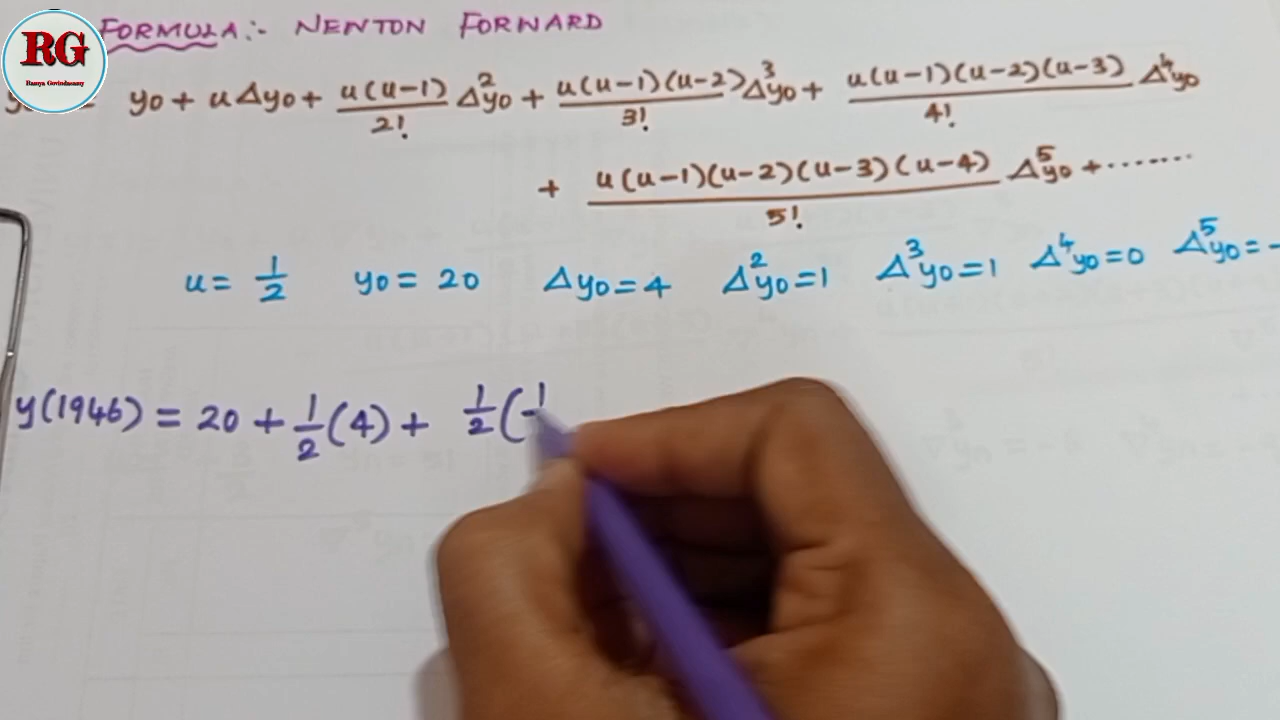 RG
Ramya Govindasamy
FORMULA:- NEWTON FORWARD
= y0 + uΔy0 + u(u-1)/2! Δ²y0 + u(u-1)(u-2)/3! Δ³y0 + u(u-1)(u-2)(u-3)/4! Δ⁴y0
+ u(u-1)(u-2)(u-3)(u-4)/5! Δ⁵y0 + .......
u = 1/2 y0 = 20 Δy0 = 4 Δ²y0 = 1 Δ³y0 = 1 Δ⁴y0 = 0 Δ⁵y0 = -
y(1946) = 20 + 1/2 (4) + 1/2 (1